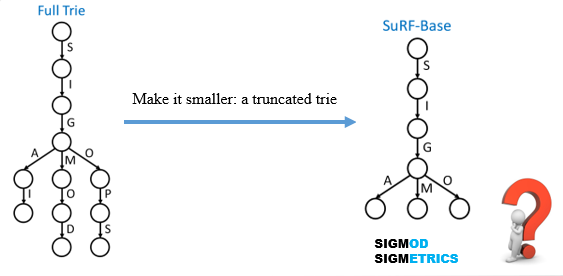 Full Trie
S
I
G
A M O
I O P
D S
Make it smaller: a truncated trie
SuRF-Base
S
I
G
A M O
SIGMOD
SIGMETRICS
?